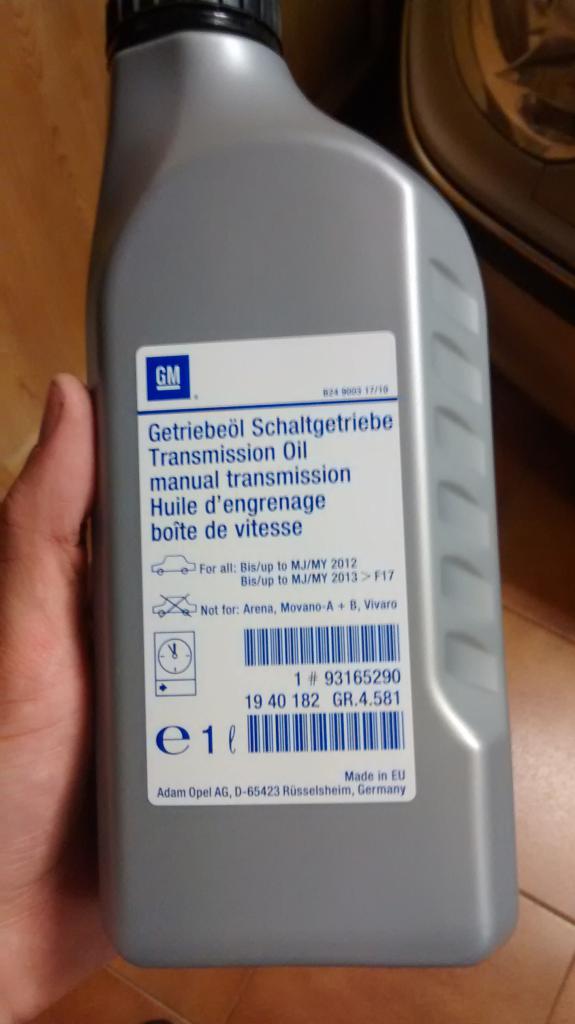 GM
B24 9003 17/10
Getriebeöl Schaltgetriebe
Transmission Oil
manual transmission
Huile d'engrenage
boîte de vitesse
For all: Bis/up to MJ/MY 2012
Bis/up to MJ/MY 2013 > F17
Not for: Arena, Movano-A + B, Vivaro
1 # 93165290
19 40 182 GR.4.581
e 1 ℓ
Made in EU
Adam Opel AG, D-65423 Rüsselsheim, Germany